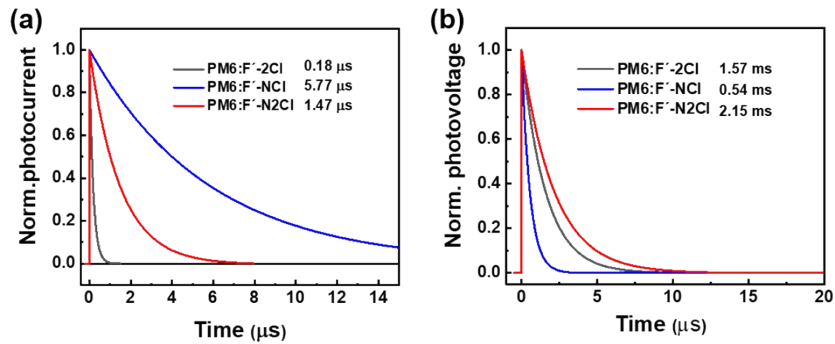 (a)
Norm.photocurrent
1.0
0.8
0.6
0.4
0.2
0.0
PM6:F´-2Cl 0.18 μs
PM6:F´-NCl 5.77 μs
PM6:F´-N2Cl 1.47 μs
0 2 4 6 8 10 12 14
Time (μs)
(b)
Norm. photovoltage
1.0
0.8
0.6
0.4
0.2
0.0
PM6:F´-2Cl 1.57 ms
PM6:F´-NCl 0.54 ms
PM6:F´-N2Cl 2.15 ms
0 5 10 15 20
Time (μs)